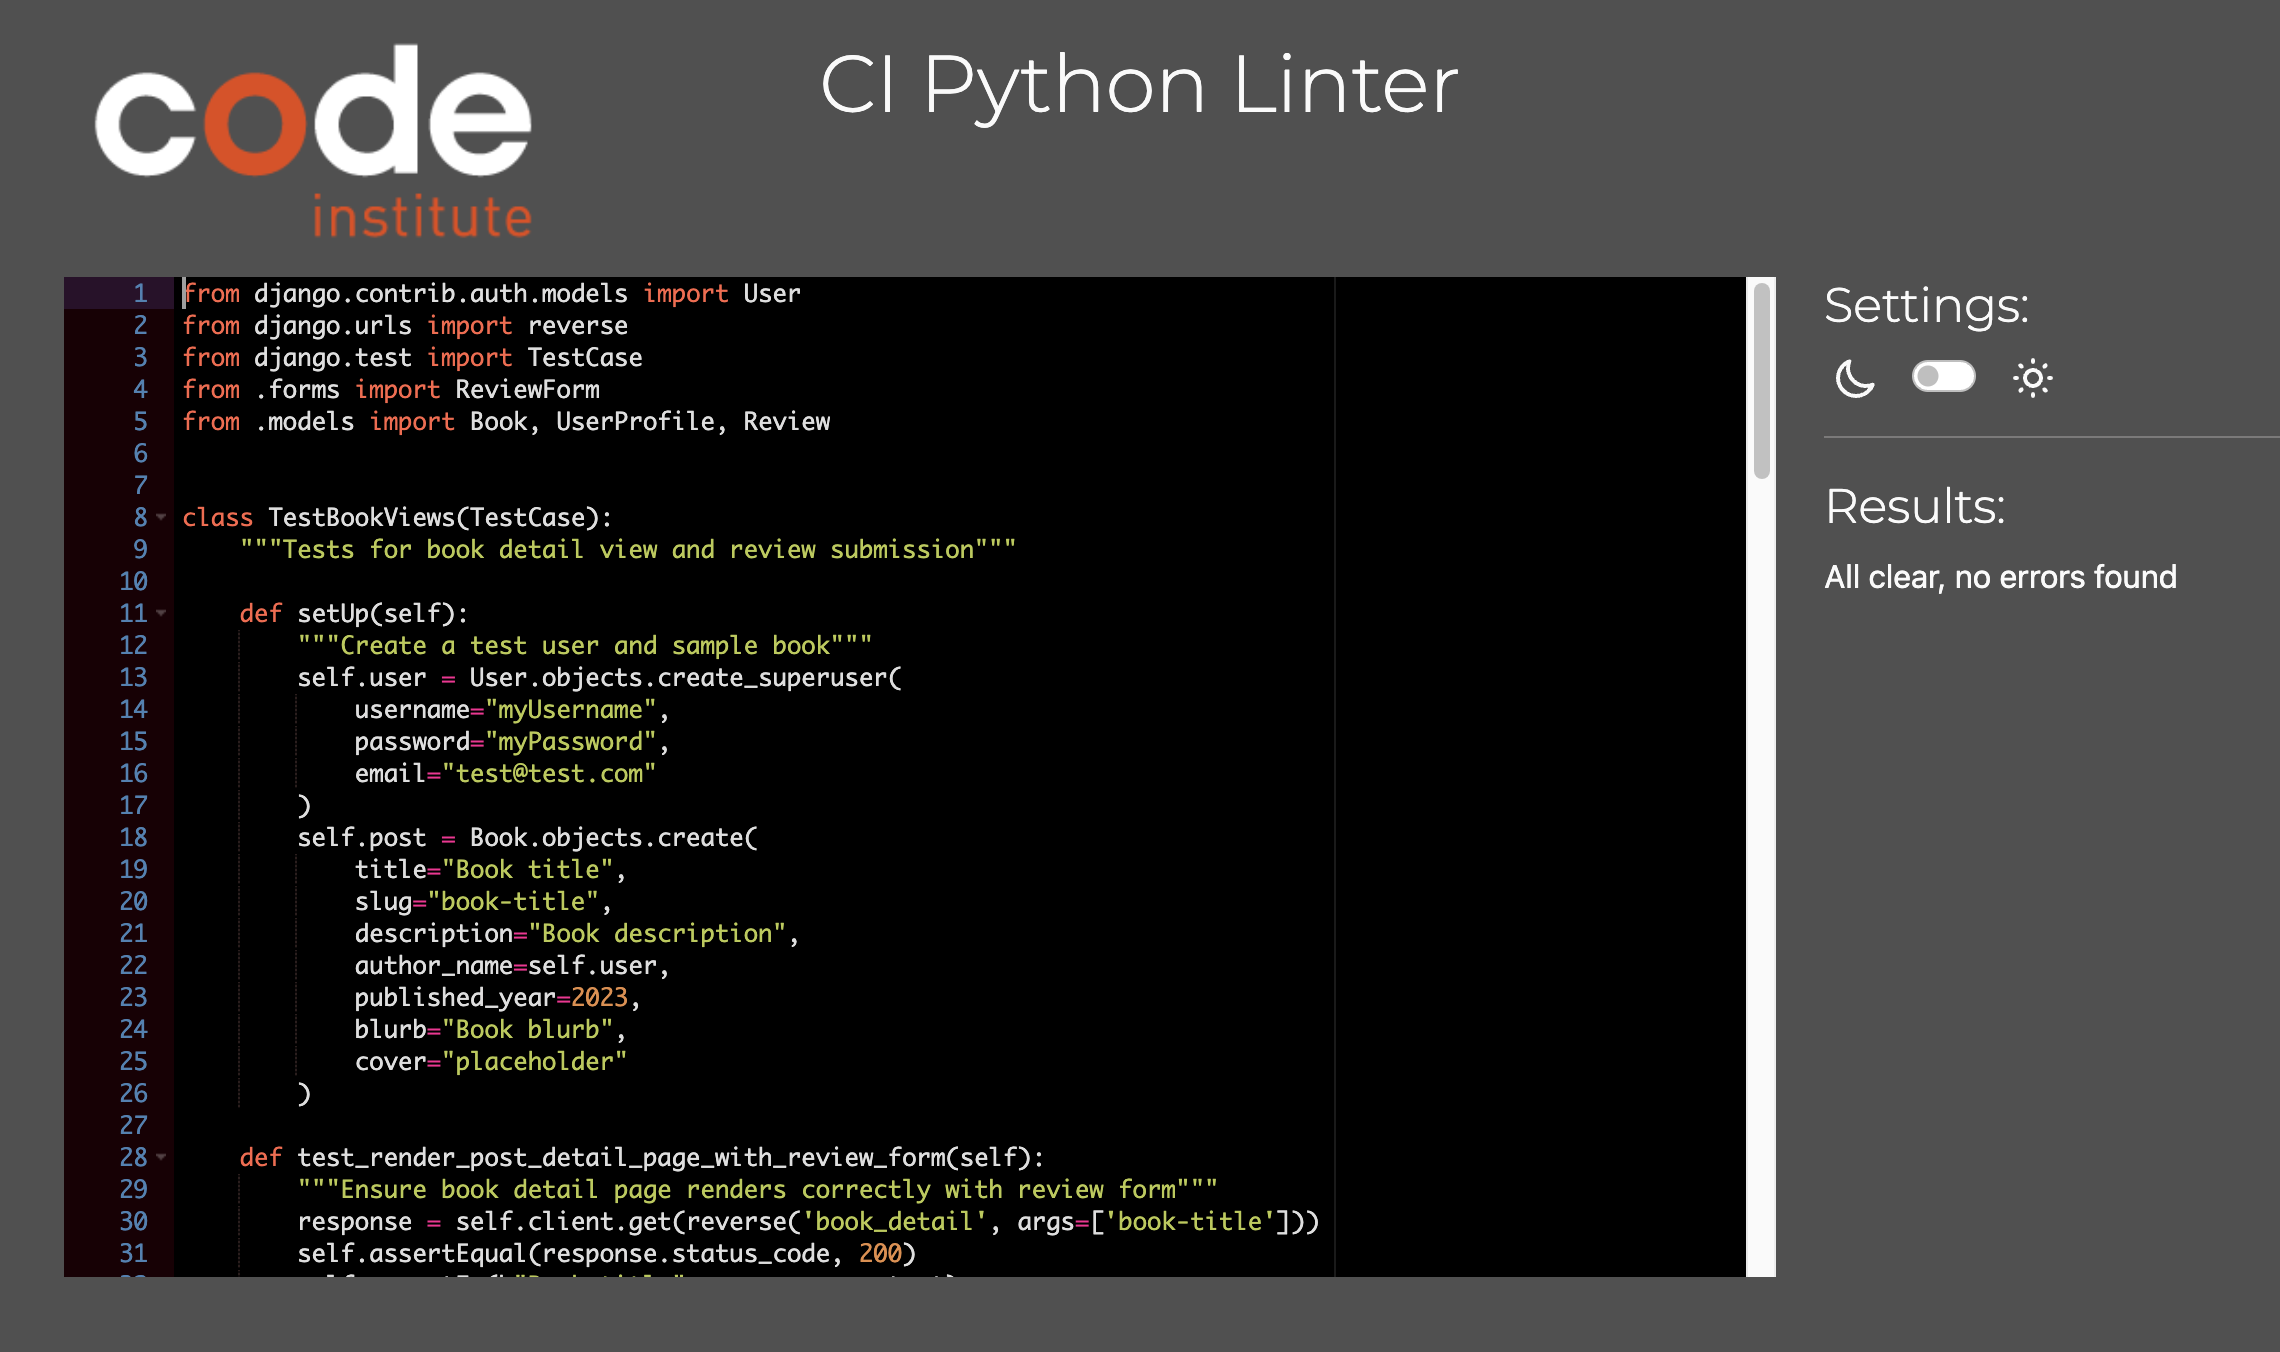 code
institute
CI Python Linter
1 from django.contrib.auth.models import User
2 from django.urls import reverse
3 from django.test import TestCase
4 from .forms import ReviewForm
5 from .models import Book, UserProfile, Review
6
7
8 class TestBookViews(TestCase):
9     """Tests for book detail view and review submission"""
10
11     def setUp(self):
12         """Create a test user and sample book"""
13         self.user = User.objects.create_superuser(
14             username="myUsername",
15             password="myPassword",
16             email="test@test.com"
17         )
18         self.post = Book.objects.create(
19             title="Book title",
20             slug="book-title",
21             description="Book description",
22             author_name=self.user,
23             published_year=2023,
24             blurb="Book blurb",
25             cover="placeholder"
26         )
27
28     def test_render_post_detail_page_with_review_form(self):
29         """Ensure book detail page renders correctly with review form"""
30         response = self.client.get(reverse('book_detail', args=['book-title']))
31         self.assertEqual(response.status_code, 200)
Settings:
Results:
All clear, no errors found